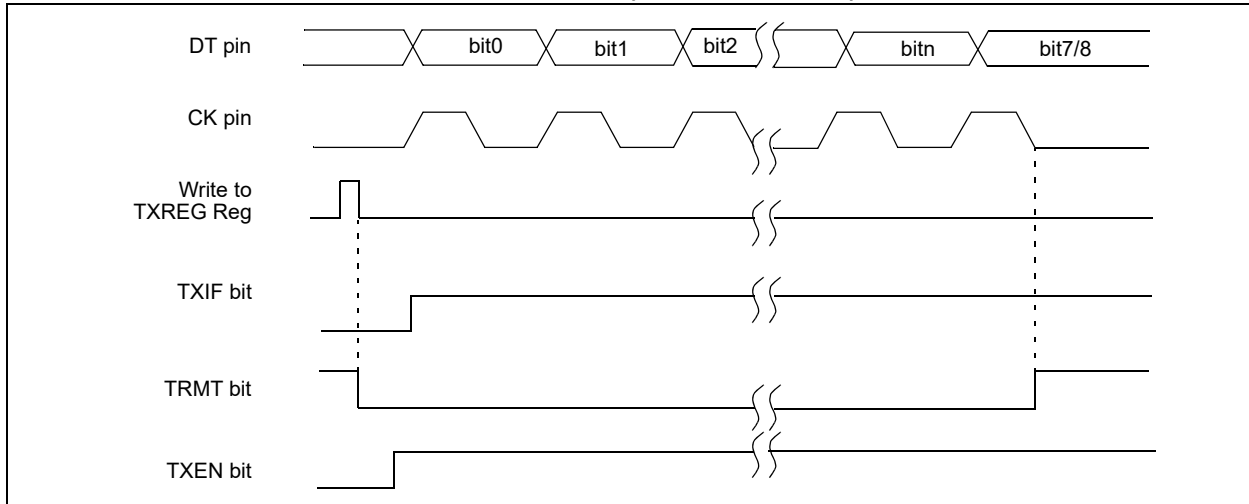 DT pin
bit0 bit1 bit2 bitn bit7/8
CK pin
Write to
TXREG Reg
TXIF bit
TRMT bit
TXEN bit